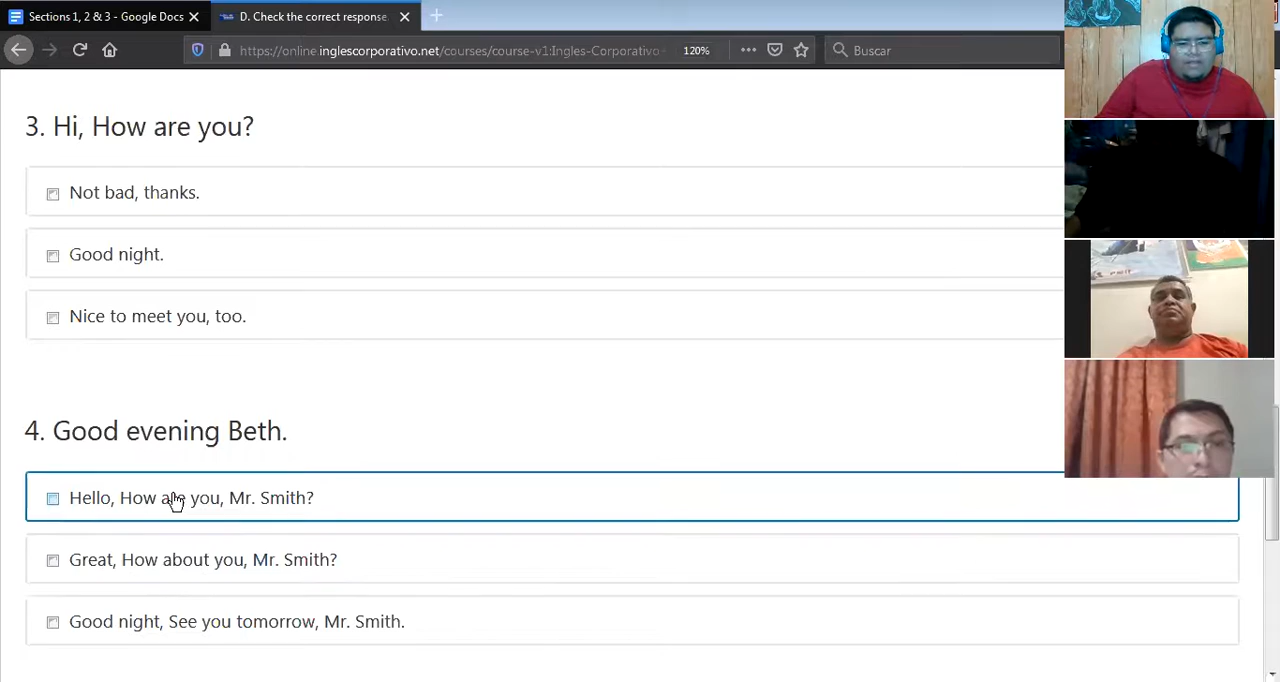 Sections 1, 2 & 3 - Google Docs
D. Check the correct response.
https://online.inglescorporativo.net/courses/course-v1:Ingles-Corporativo
120%
Buscar
3. Hi, How are you?
Not bad, thanks.
Good night.
Nice to meet you, too.
4. Good evening Beth.
Hello, How are you, Mr. Smith?
Great, How about you, Mr. Smith?
Good night, See you tomorrow, Mr. Smith.